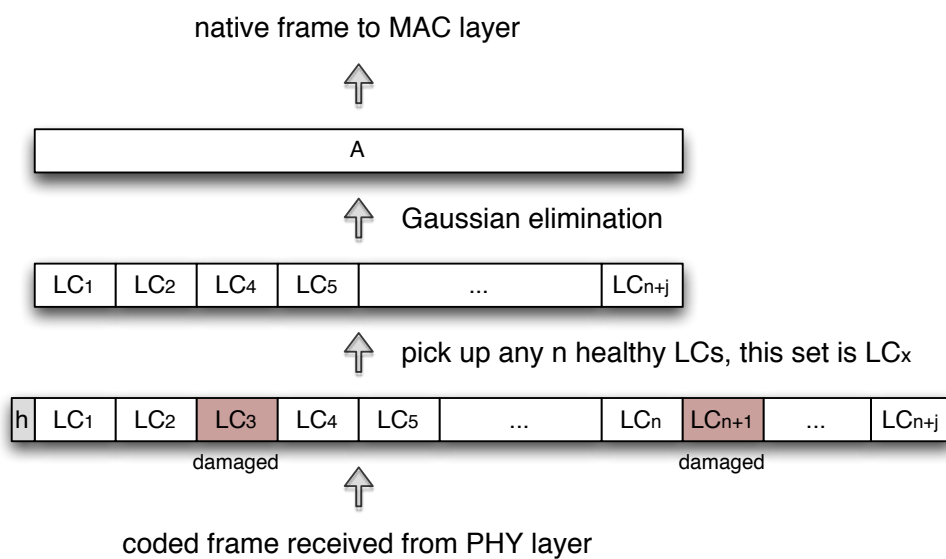 native frame to MAC layer
A
Gaussian elimination
LC1 LC2 LC4 LC5 ... LCn+j
pick up any n healthy LCs, this set is LCx
h LC1 LC2 LC3 LC4 LC5 ... LCn LCn+1 ... LCn+j
damaged damaged
coded frame received from PHY layer